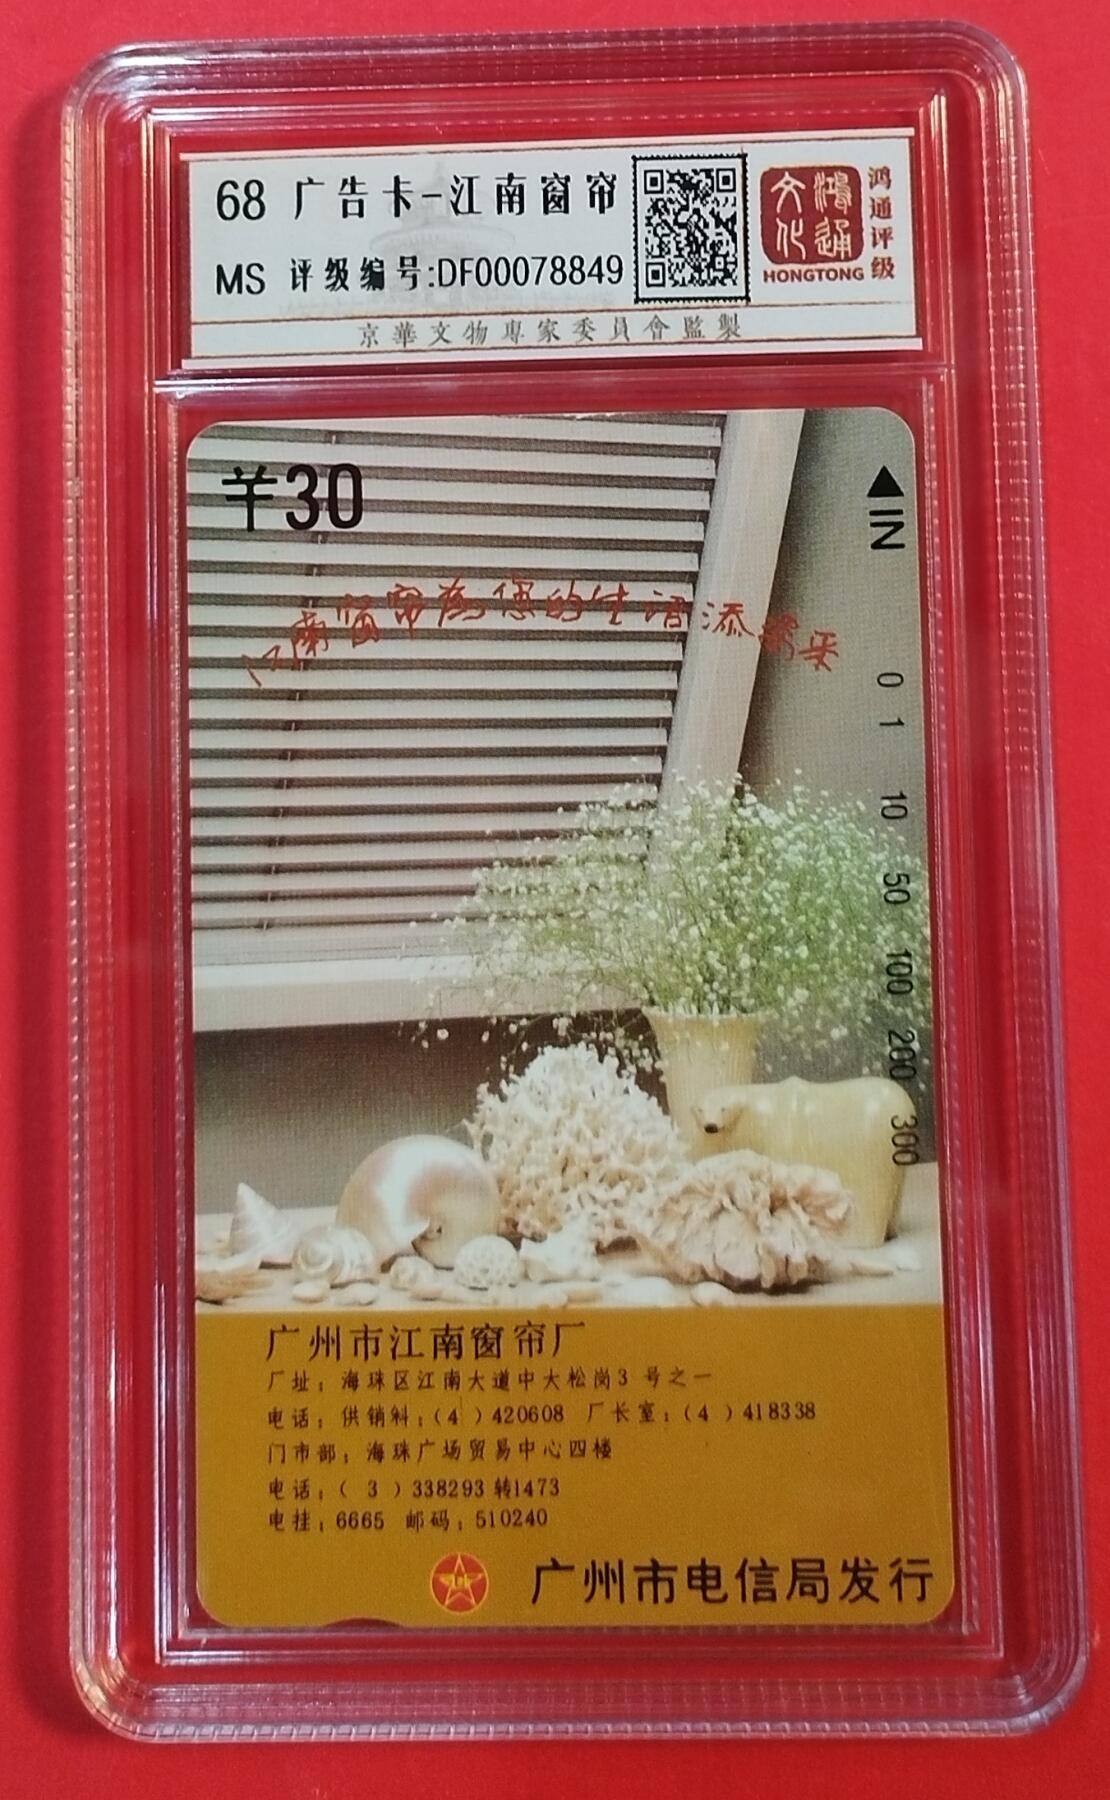 68 广告卡-江南窗帘
MS 评级编号:DF00078849
鸿通文化
HONGTONG
鸿通评级
京華文物專家委員會監製
¥30
▲IN
江南窗帘為您的生活添霱采
0
1
10
50
100
200
300
广州市江南窗帘厂
厂址：海珠区江南大道中大松岗3 号之一
电话：供销科：(4 )420608 厂长室：(4 )418338
门市部：海珠广场贸易中心四楼
电话：( 3 )338293 转1473
电挂：6665 邮码：510240
广州市电信局发行